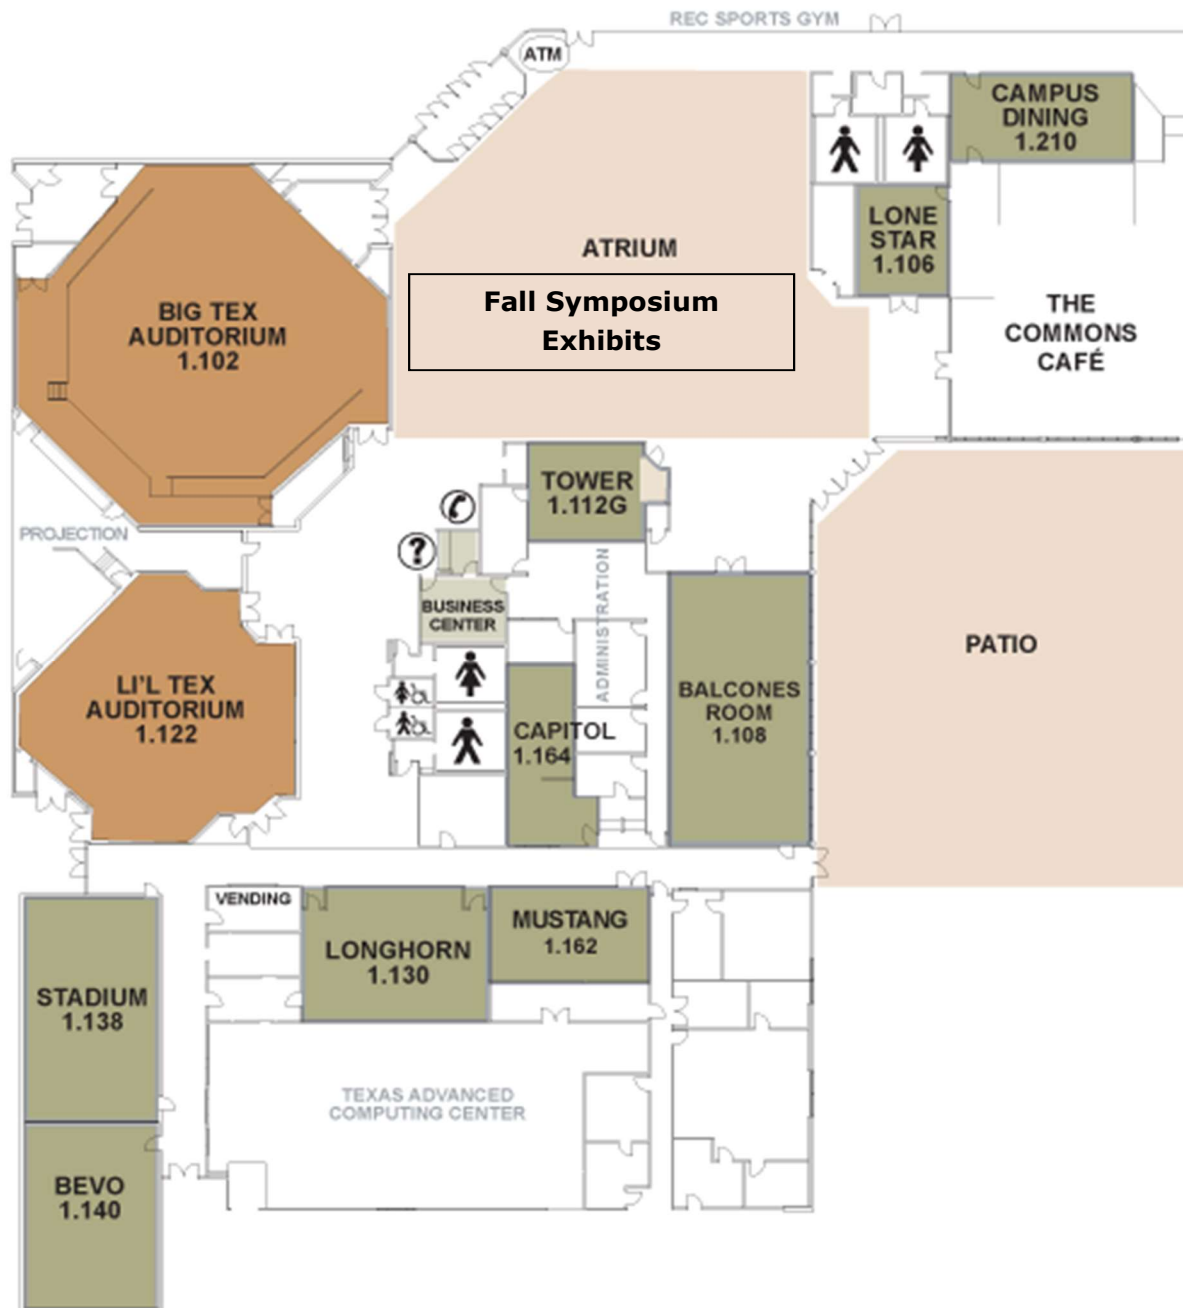 REC SPORTS GYM
ATM
CAMPUS
DINING
1.210
LONE
STAR
1.106
ATRIUM
Fall Symposium
Exhibits
BIG TEX
AUDITORIUM
1.102
THE
COMMONS
CAFÉ
TOWER
1.112G
PROJECTION
?
BUSINESS
CENTER
ADMINISTRATION
PATIO
LI'L TEX
AUDITORIUM
1.122
CAPITOL
1.164
BALCONES
ROOM
1.108
VENDING
LONGHORN
1.130
MUSTANG
1.162
STADIUM
1.138
TEXAS ADVANCED
COMPUTING CENTER
BEVO
1.140